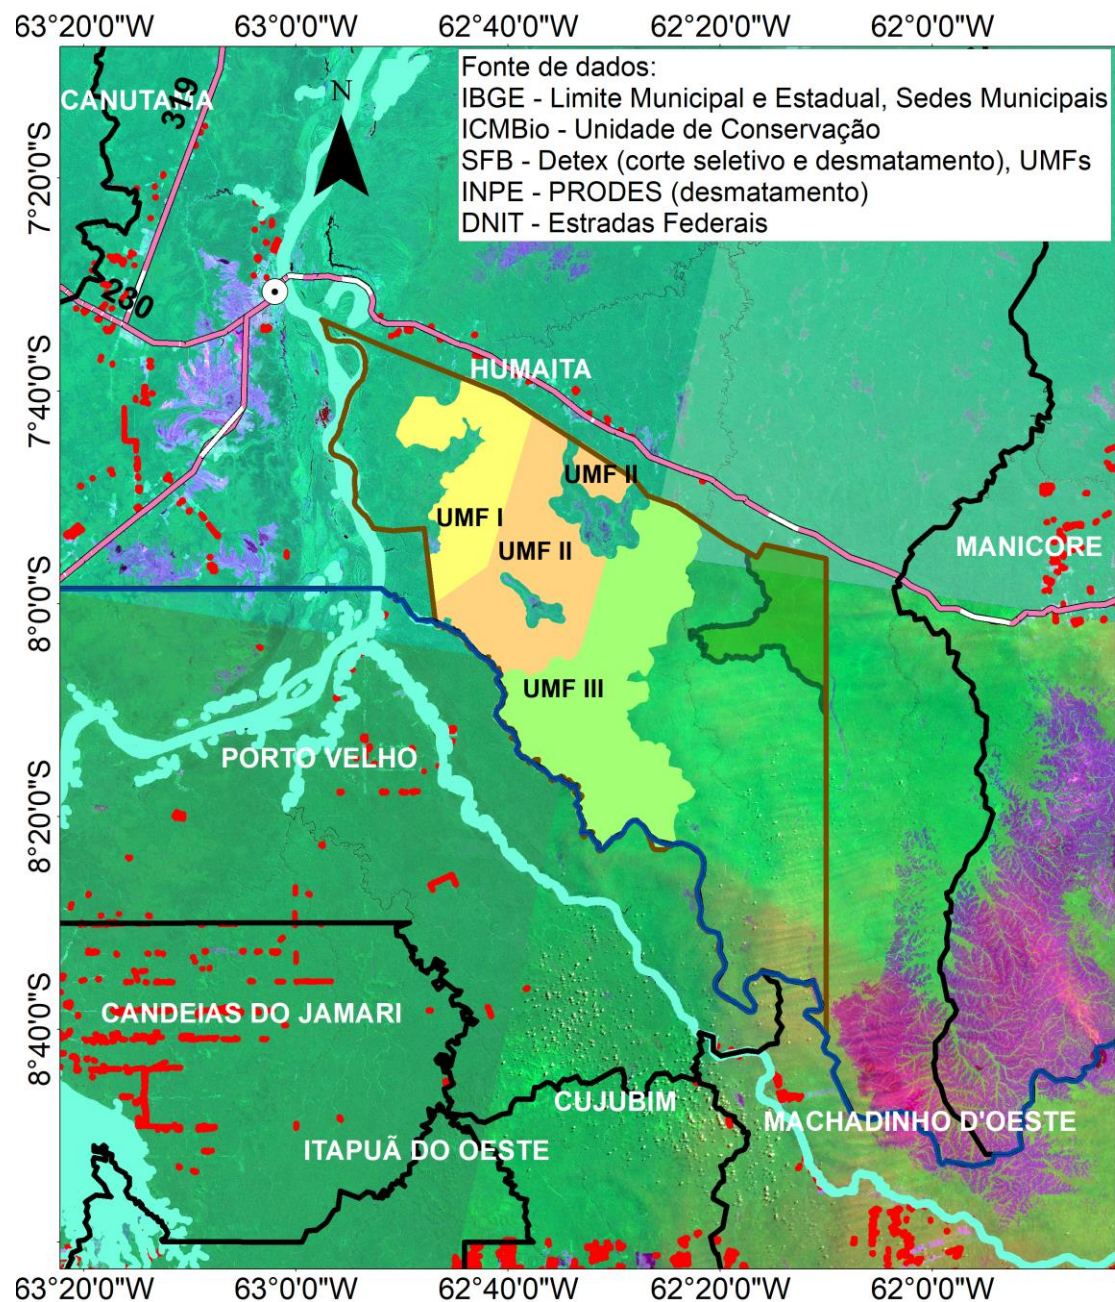 63°20'0"W 63°0'0"W 62°40'0"W 62°20'0"W 62°0'0"W
Fonte de dados:
IBGE - Limite Municipal e Estadual, Sedes Municipais
ICMBio - Unidade de Conservação
SFB - Detex (corte seletivo e desmatamento), UMFs
INPE - PRODES (desmatamento)
DNIT - Estradas Federais
N
CANUTAMA
319
7°20'0"S
230
HUMAITA
7°40'0"S
UMF II
UMF I
UMF II
MANICORE
8°0'0"S
UMF III
PORTO VELHO
8°20'0"S
CANDEIAS DO JAMARI
8°40'0"S
CUJUBIM
MACHADINHO D'OESTE
ITAPUÃ DO OESTE
63°20'0"W 63°0'0"W 62°40'0"W 62°20'0"W 62°0'0"W